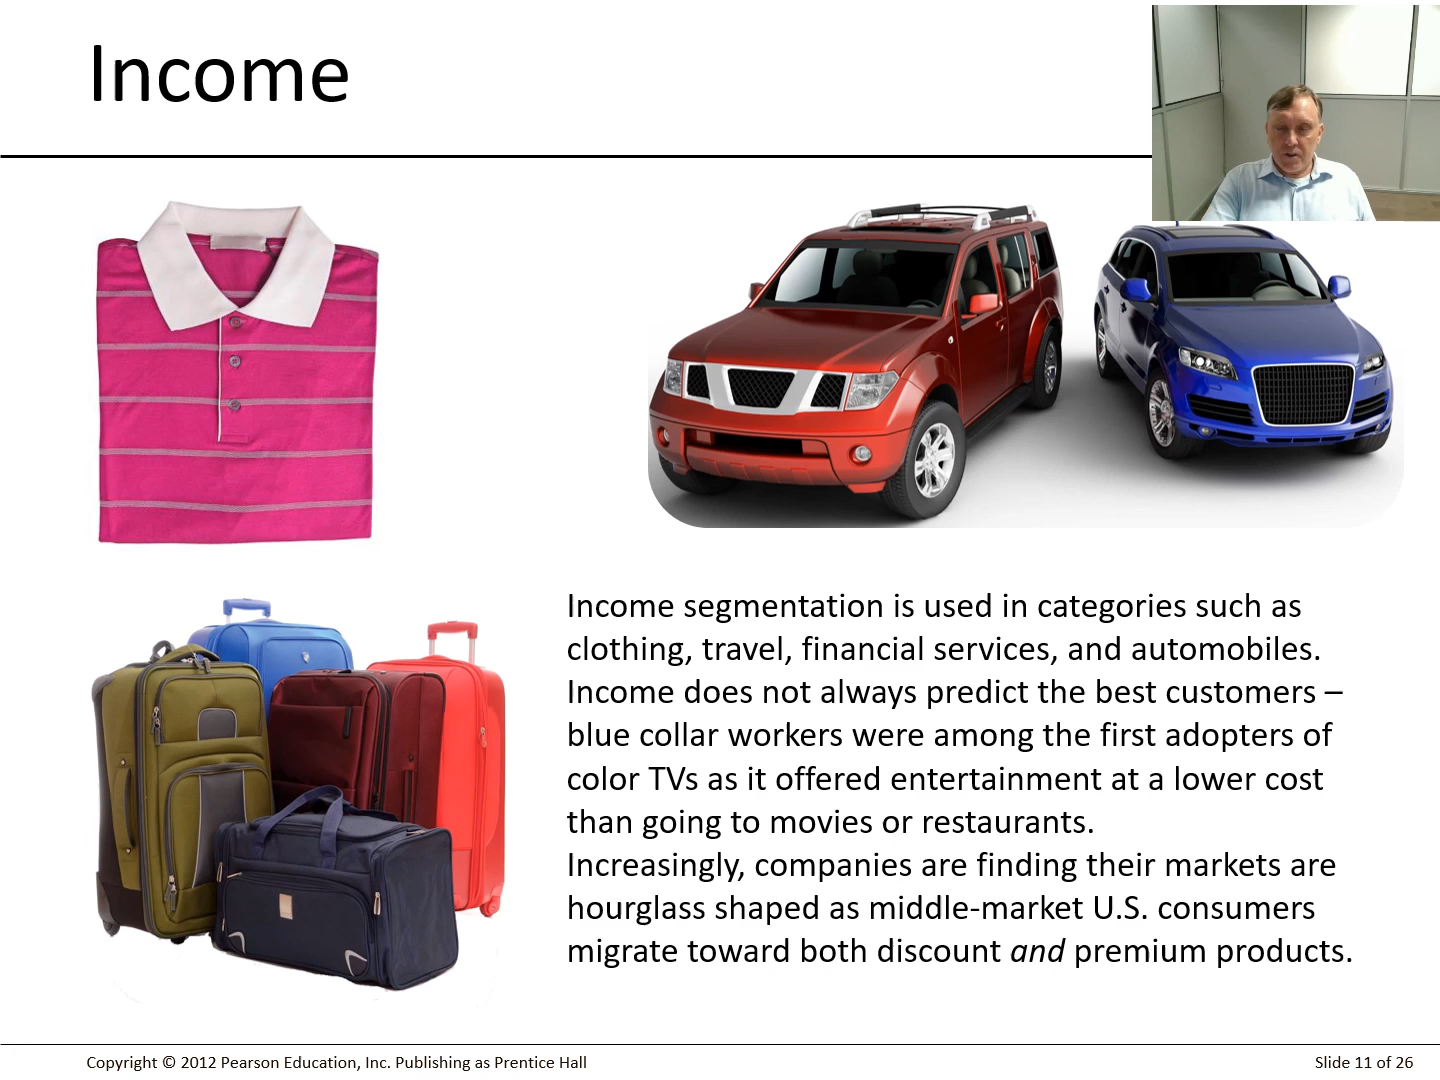 Income
Income segmentation is used in categories such as
clothing, travel, financial services, and automobiles.
Income does not always predict the best customers –
blue collar workers were among the first adopters of
color TVs as it offered entertainment at a lower cost
than going to movies or restaurants.
Increasingly, companies are finding their markets are
hourglass shaped as middle-market U.S. consumers
migrate toward both discount and premium products.
Copyright © 2012 Pearson Education, Inc. Publishing as Prentice Hall
Slide 11 of 26